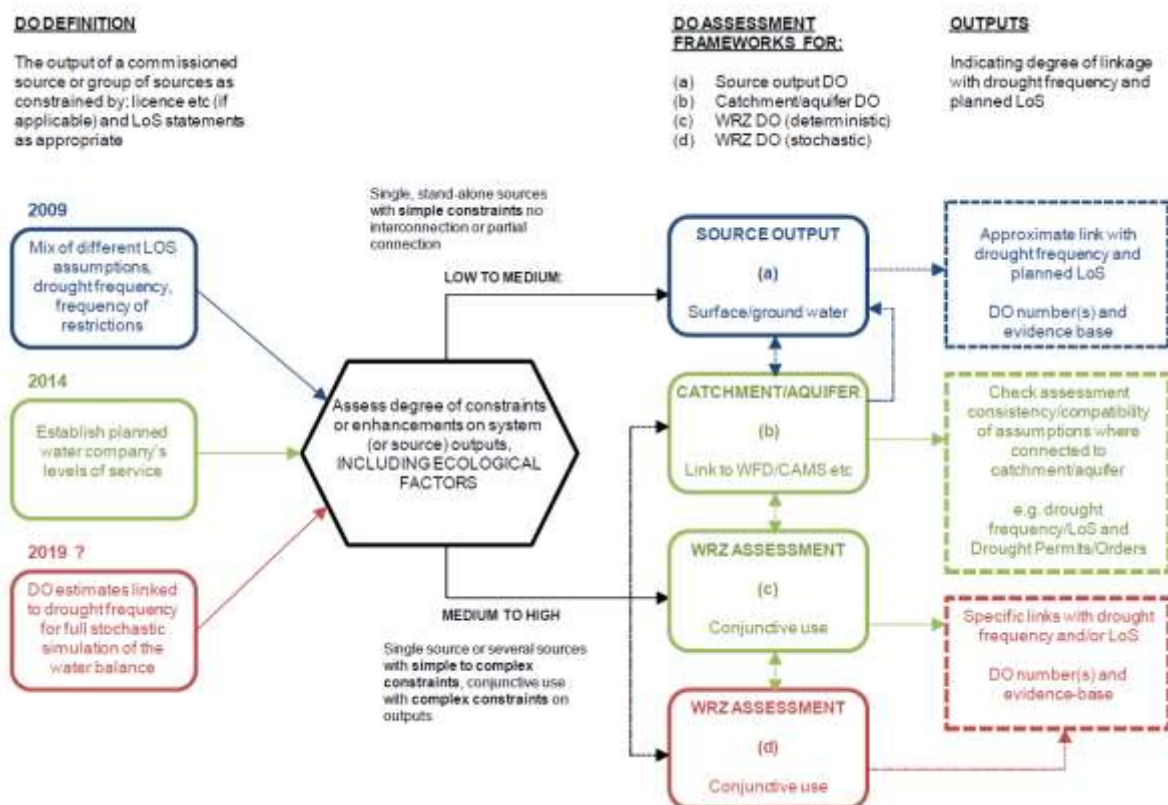 DO DEFINITION
The output of a commissioned
source or group of sources as
constrained by; licence etc (if
applicable) and LoS statements
as appropriate
DO ASSESSMENT
FRAMEWORKS FOR:
(a) Source output DO
(b) Catchment/aquifer DO
(c) WRZ DO (deterministic)
(d) WRZ DO (stochastic)
OUTPUTS
Indicating degree of linkage
with drought frequency and
planned LoS
2009
Mix of different LOS
assumptions,
drought frequency,
frequency of
restrictions
2014
Establish planned
water company's
levels of service
2019 ?
DO estimates linked
to drought frequency
for full stochastic
simulation of the
water balance
Single, stand-alone sources
with simple constraints no
interconnection or partial
connection
LOW TO MEDIUM:
Assess degree of constraints
or enhancements on system
(or source) outputs,
INCLUDING ECOLOGICAL
FACTORS
MEDIUM TO HIGH
Single source or several sources
with simple to complex
constraints, conjunctive use
with complex constraints on
outputs
SOURCE OUTPUT
(a)
Surface/ground water
CATCHMENT/AQUIFER
(b)
Link to WFD/CAMS etc
WRZ ASSESSMENT
(c)
Conjunctive use
WRZ ASSESSMENT
(d)
Conjunctive use
Approximate link with
drought frequency and
planned LoS
DO number(s) and
evidence base
Check assessment
consistency/compatibility
of assumptions where
connected to
catchment/aquifer
e.g. drought
frequency/LoS and
Drought Permits/Orders
Specific links with drought
frequency and/or LoS
DO number(s) and
evidence-base